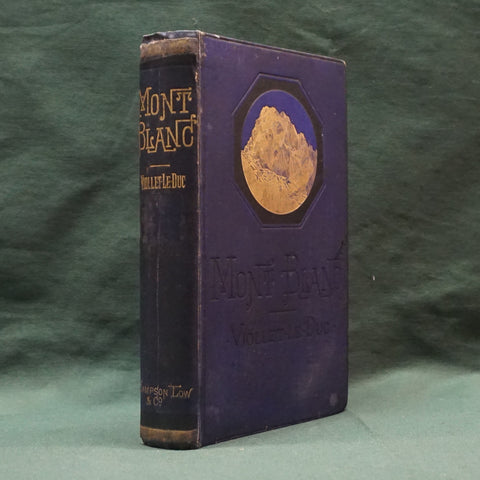 MONT
BLANC
VIOLLET-LE-DUC
SAMPSON LOW
& CO
MONT BLANC
VIOLLET-LE-DUC